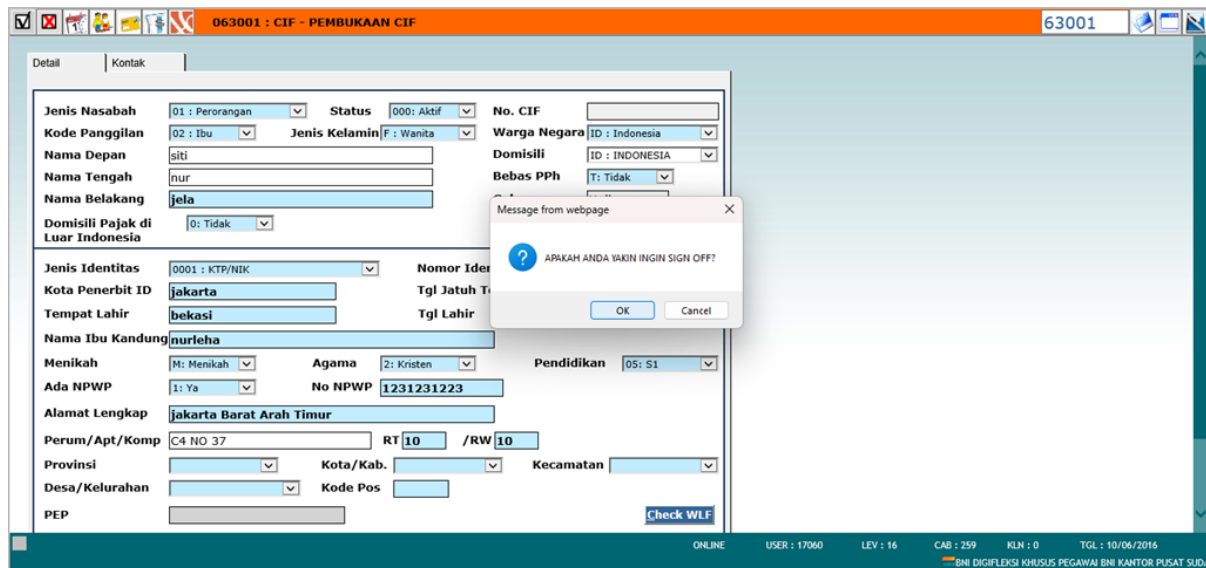 063001 : CIF - PEMBUKAAN CIF 63001
Detail Kontak
Jenis Nasabah 01 : Perorangan Status 000: Aktif No. CIF
Kode Panggilan 02 : Ibu Jenis Kelamin F : Wanita Warga Negara ID : Indonesia
Nama Depan siti Domisili ID : INDONESIA
Nama Tengah nur Bebas PPh T: Tidak
Nama Belakang jela
Message from webpage
Domisili Pajak di Luar Indonesia 0: Tidak
APAKAH ANDA YAKIN INGIN SIGN OFF?
OK Cancel
Jenis Identitas 0001 : KTP/NIK Nomor
Kota Penerbit ID jakarta Tgl Jatuh
Tempat Lahir bekasi Tgl Lahir
Nama Ibu Kandung nurleha
Menikah M: Menikah Agama 2: Kristen Pendidikan 05: S1
Ada NPWP 1: Ya No NPWP 1231231223
Alamat Lengkap jakarta Barat Arah Timur
Perum/Apt/Komp C4 NO 37 RT 10 /RW 10
Provinsi Kota/Kab. Kecamatan
Desa/Kelurahan Kode Pos
PEP Check WLF
ONLINE USER : 17060 LEV : 16 CAB : 259 KLN : 0 TGL : 10/06/2016
BNI DIGIFLEKSI KHUSUS PEGAWAI BNI KANTOR PUSAT SUD